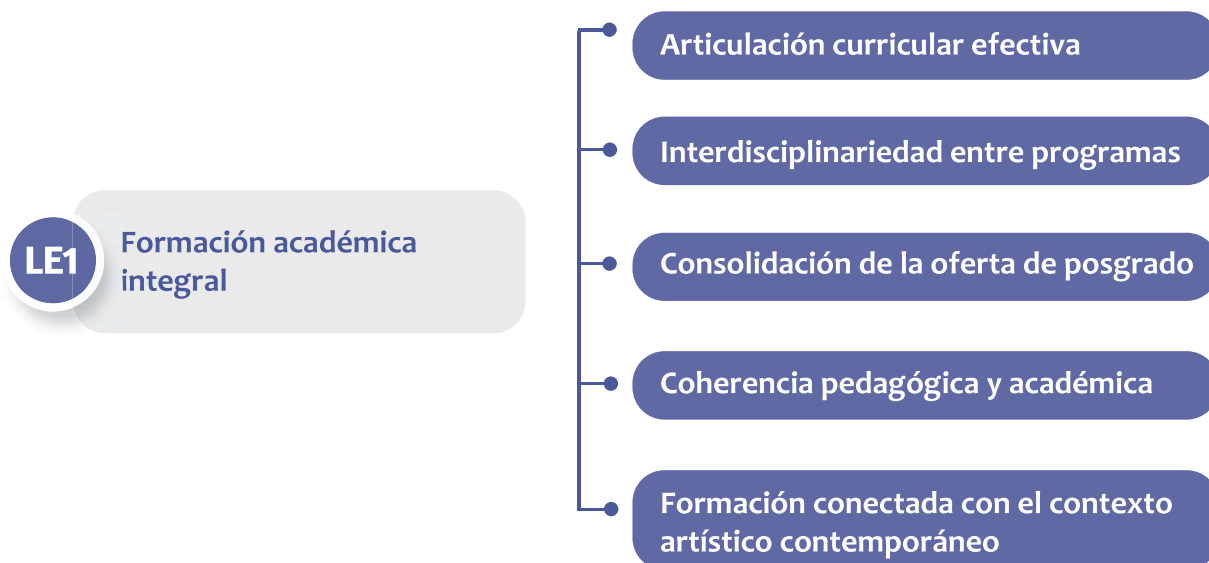 LE1
Formación académica
integral
Articulación curricular efectiva
Interdisciplinariedad entre programas
Consolidación de la oferta de posgrado
Coherencia pedagógica y académica
Formación conectada con el contexto
artístico contemporáneo